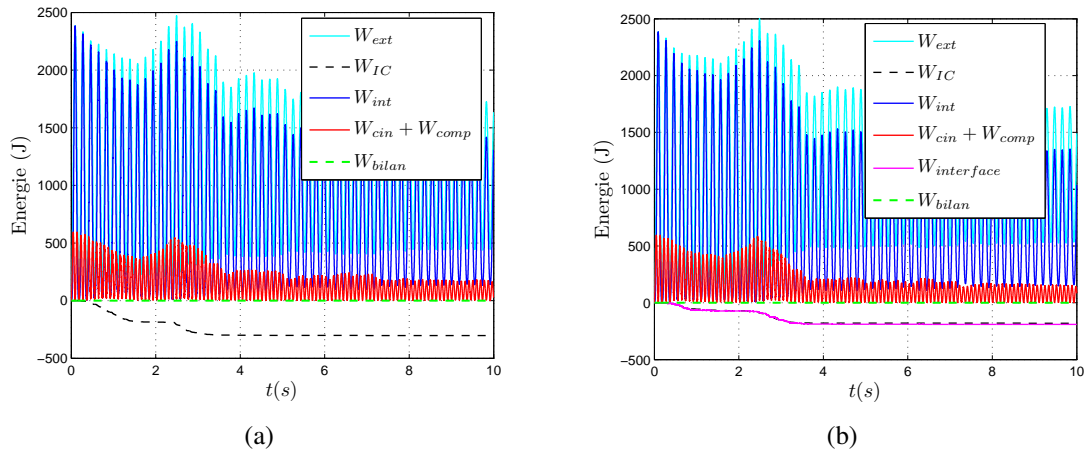 2500
2000
1500
1000
500
0
−500
Energie (J)
W_ext
W_IC
W_int
W_cin + W_comp
W_bilan
0 2 4 6 8 10
t(s)
(a)
2500
2000
1500
1000
500
0
−500
Energie (J)
W_ext
W_IC
W_int
W_cin + W_comp
W_interface
W_bilan
0 2 4 6 8 10
t(s)
(b)